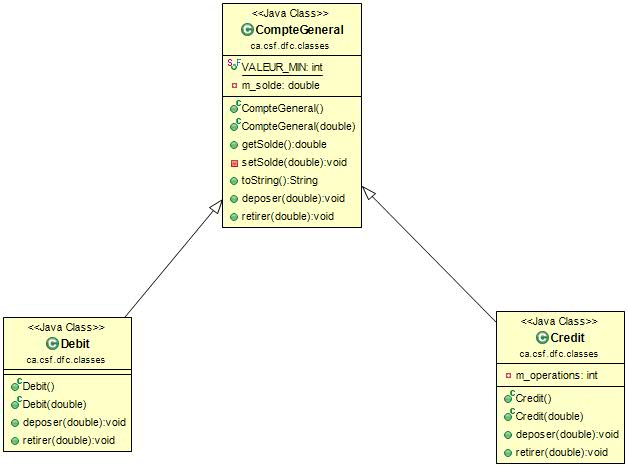 <<Java Class>>
CompteGeneral
ca.csf.dfc.classes
VALEUR_MIN: int
m_solde: double
CompteGeneral()
CompteGeneral(double)
getSolde():double
setSolde(double):void
toString():String
deposer(double):void
retirer(double):void
<<Java Class>>
Debit
ca.csf.dfc.classes
Debit()
Debit(double)
deposer(double):void
retirer(double):void
<<Java Class>>
Credit
ca.csf.dfc.classes
m_operations: int
Credit()
Credit(double)
deposer(double):void
retirer(double):void